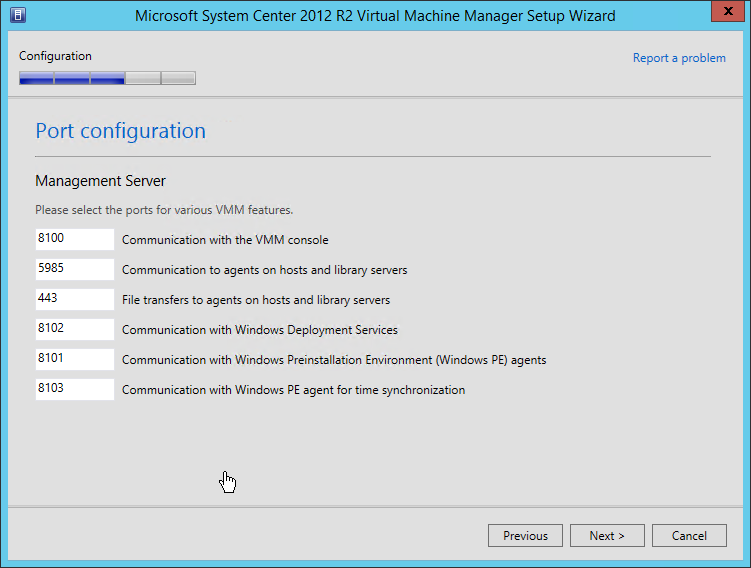 Microsoft System Center 2012 R2 Virtual Machine Manager Setup Wizard
x
Configuration
Report a problem
Port configuration
Management Server
Please select the ports for various VMM features.
8100 Communication with the VMM console
5985 Communication to agents on hosts and library servers
443 File transfers to agents on hosts and library servers
8102 Communication with Windows Deployment Services
8101 Communication with Windows Preinstallation Environment (Windows PE) agents
8103 Communication with Windows PE agent for time synchronization
Previous Next > Cancel